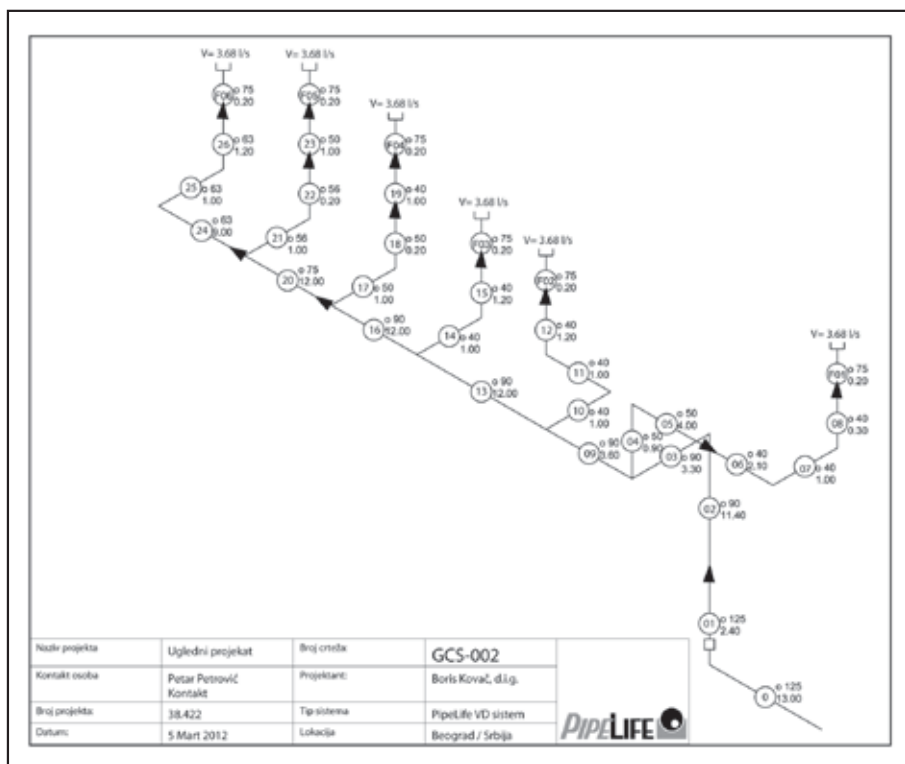 V= 3.68 l/s
V= 3.68 l/s
F06 ø 75
0.20
F05 ø 75
0.20
V= 3.68 l/s
26 ø 63
1.20
23 ø 50
1.00
F04 ø 75
0.20
25 ø 63
1.00
22 ø 56
0.20
19 ø 40
1.00
V= 3.68 l/s
24 ø 63
9.00
21 ø 56
1.00
18 ø 50
0.20
F03 ø 75
0.20
V= 3.68 l/s
20 ø 75
12.00
17 ø 50
1.00
15 ø 40
1.20
F02 ø 75
0.20
16 ø 90
12.00
14 ø 40
1.00
12 ø 40
1.20
V= 3.68 l/s
13 ø 90
12.00
11 ø 40
1.00
ø 75
0.20
10 ø 40
1.00
05 ø 50
4.00
08 ø 40
0.30
09 ø 90
3.60
04 ø 50
0.90
03 ø 90
3.30
06 ø 40
2.10
07 ø 40
1.00
02 ø 90
11.40
01 ø 125
2.40
ø 125
13.00
Naziv projekta Ugledni projekat Broj crteža: GCS-002
Kontakt osoba Petar Petrović
Kontakt
Projektant: Boris Kovač, d.i.g.
Broj projekta: 38.422 Tip sistema PipeLife VD sistem
Datum: 5 Mart 2012 Lokacija Beograd / Srbija
PIPELIFE